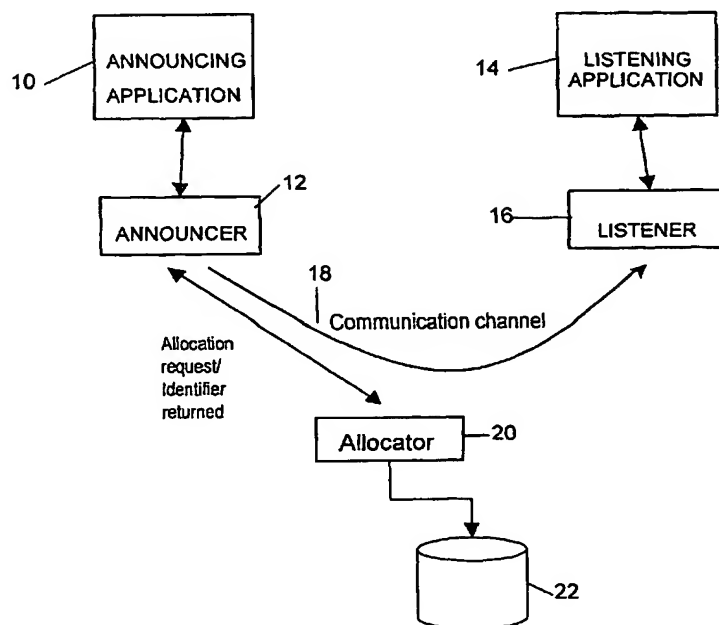 10
ANNOUNCING
APPLICATION
14
LISTENING
APPLICATION
12
ANNOUNCER
16
LISTENER
18
Communication channel
Allocation
request/
Identifier
returned
Allocator
20
22